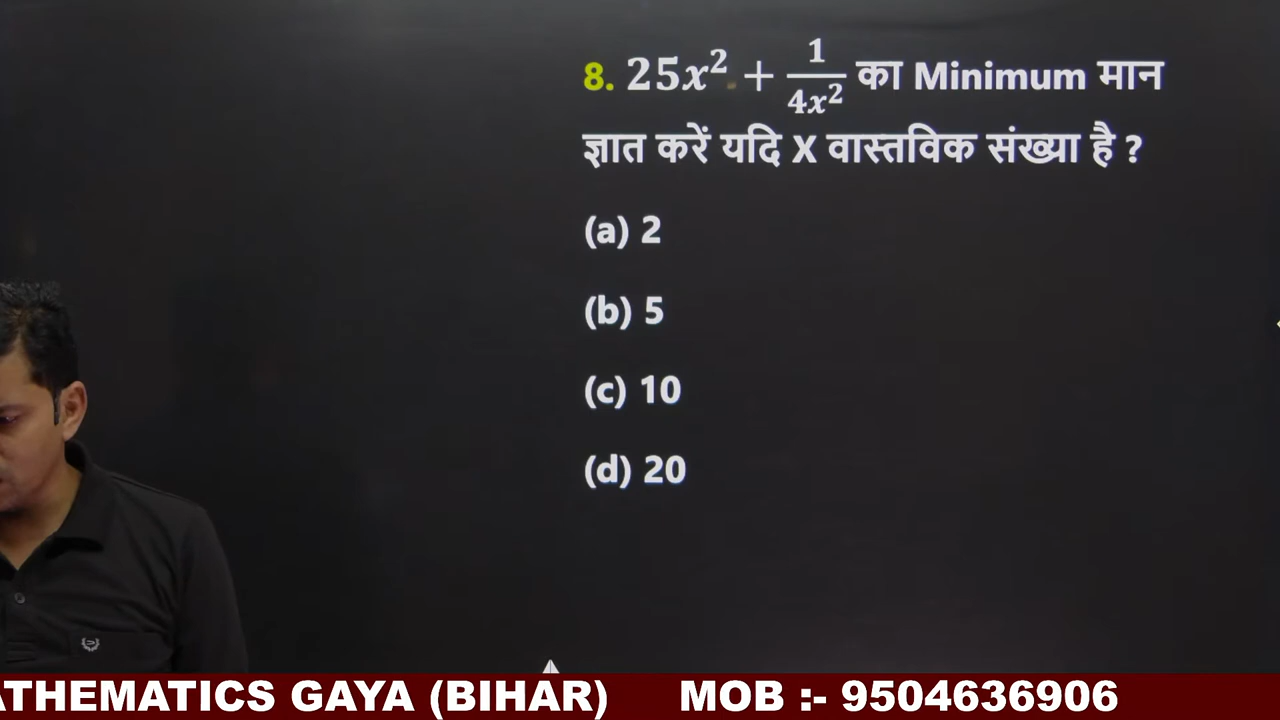 8. 25x² + 1/4x² का Minimum मान
ज्ञात करें यदि X वास्तविक संख्या है ?
(a) 2
(b) 5
(c) 10
(d) 20
ATHEMATICS GAYA (BIHAR) MOB :- 9504636906